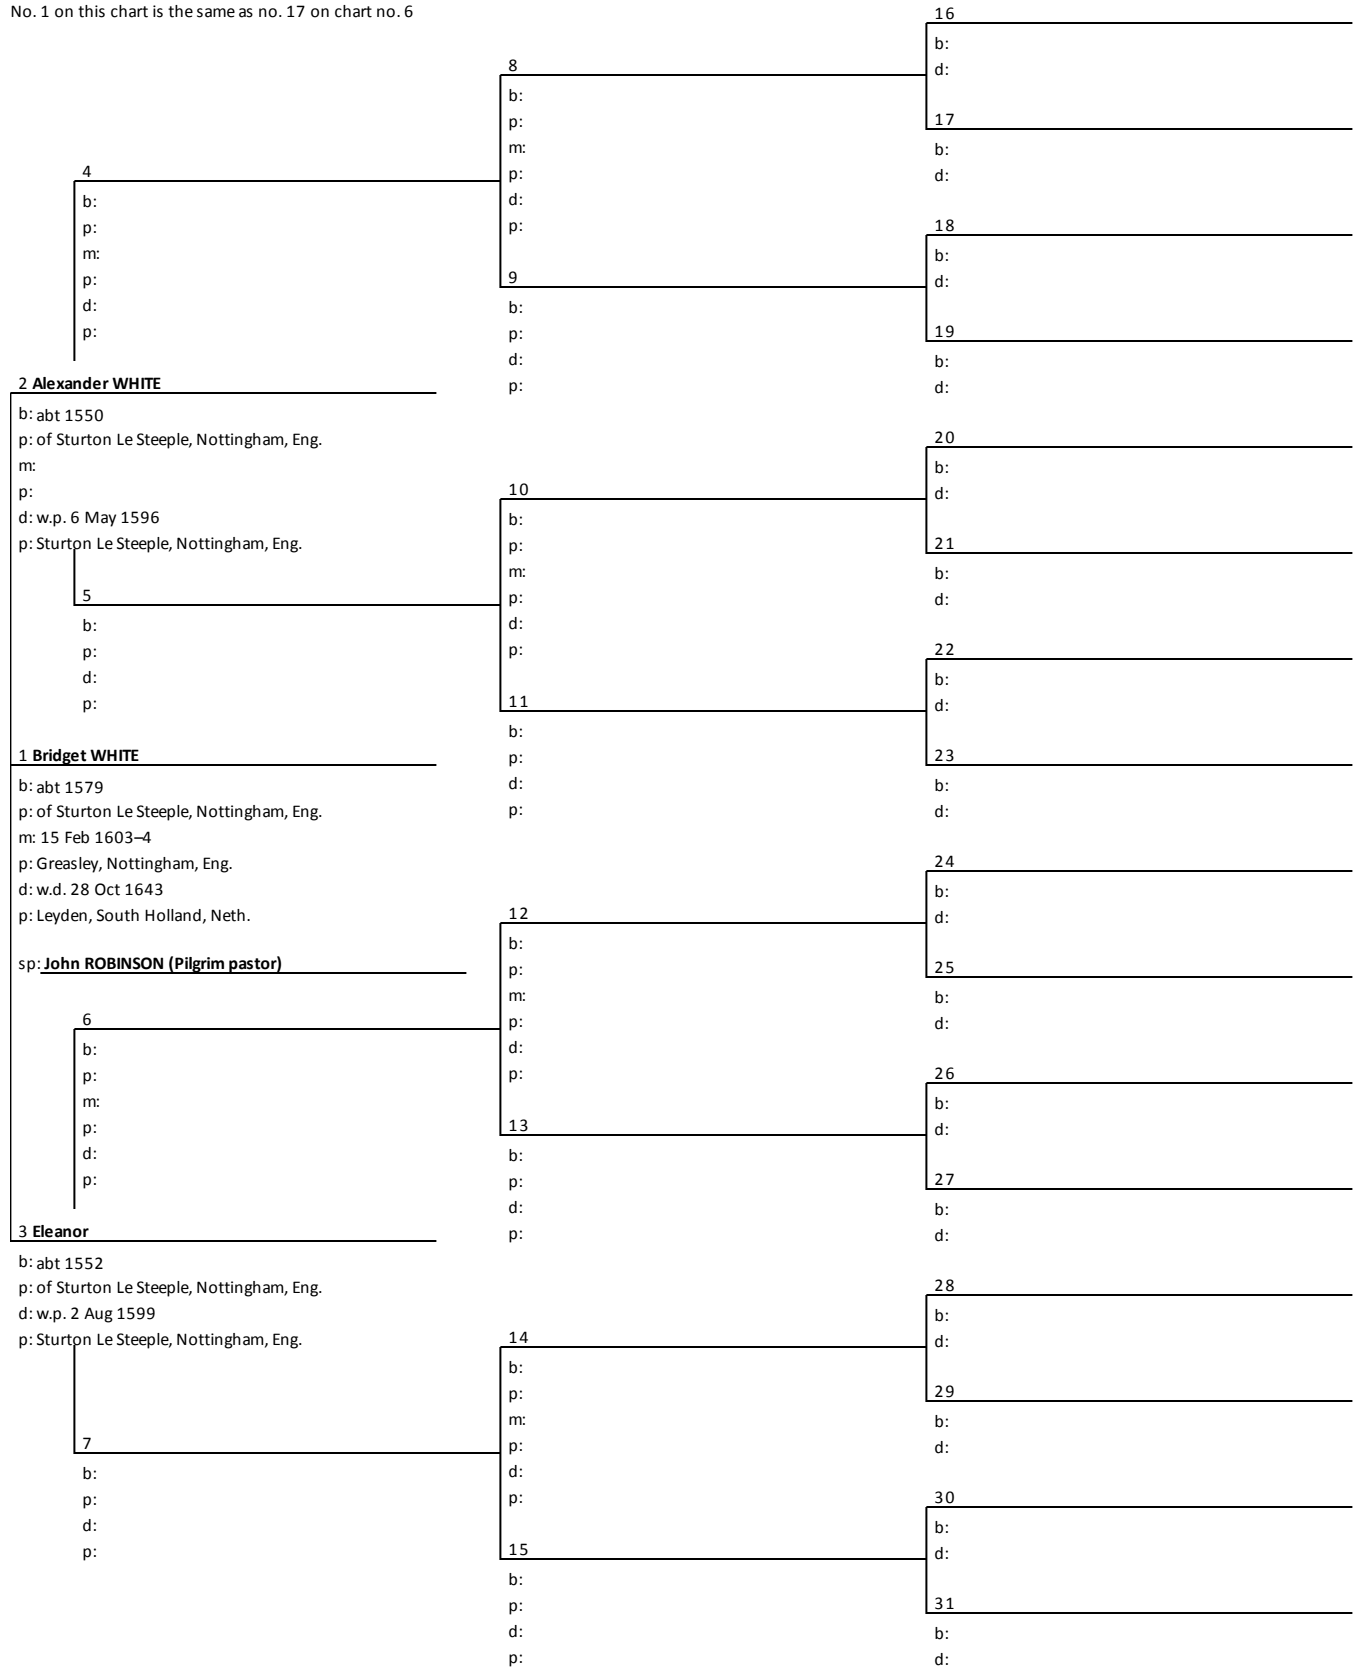 No. 1 on this chart is the same as no. 17 on chart no. 6
4
b:
p:
m:
p:
d:
p:
2 Alexander WHITE
b: abt 1550
p: of Sturton Le Steeple, Nottingham, Eng.
m:
p:
d: w.p. 6 May 1596
p: Sturton Le Steeple, Nottingham, Eng.
5
b:
p:
d:
p:
1 Bridget WHITE
b: abt 1579
p: of Sturton Le Steeple, Nottingham, Eng.
m: 15 Feb 1603–4
p: Greasley, Nottingham, Eng.
d: w.d. 28 Oct 1643
p: Leyden, South Holland, Neth.
sp: John ROBINSON (Pilgrim pastor)
6
b:
p:
m:
p:
d:
p:
3 Eleanor
b: abt 1552
p: of Sturton Le Steeple, Nottingham, Eng.
d: w.p. 2 Aug 1599
p: Sturton Le Steeple, Nottingham, Eng.
7
b:
p:
d:
p:
8
b:
p:
m:
p:
d:
p:
9
b:
p:
d:
p:
10
b:
p:
m:
p:
d:
p:
11
b:
p:
d:
p:
12
b:
p:
m:
p:
d:
p:
13
b:
p:
d:
p:
14
b:
p:
m:
p:
d:
p:
15
b:
p:
d:
p:
16
b:
d:
17
b:
d:
18
b:
d:
19
b:
d:
20
b:
d:
21
b:
d:
22
b:
d:
23
b:
d:
24
b:
d:
25
b:
d:
26
b:
d:
27
b:
d:
28
b:
d:
29
b:
d:
30
b:
d:
31
b:
d: